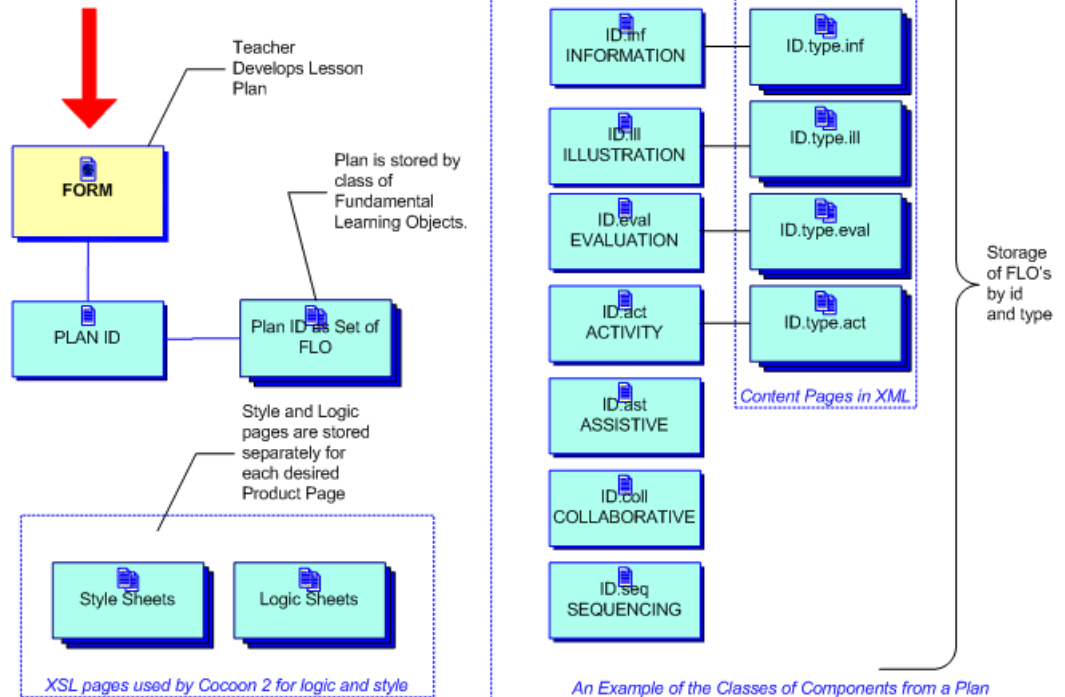 Teacher
Develops Lesson
Plan
FORM
Plan is stored by
class of
Fundamental
Learning Objects.
PLAN ID
Plan ID as Set of
FLO
Style and Logic
pages are stored
separately for
each desired
Product Page
Style Sheets
Logic Sheets
XSL pages used by Cocoon 2 for logic and style
ID.inf
INFORMATION
ID.type.inf
ID.ill
ILLUSTRATION
ID.type.ill
ID.eval
EVALUATION
ID.type.eval
ID.act
ACTIVITY
ID.type.act
Content Pages in XML
ID.ast
ASSISTIVE
ID.coll
COLLABORATIVE
ID.seq
SEQUENCING
Storage
of FLO's
by id
and type
An Example of the Classes of Components from a Plan